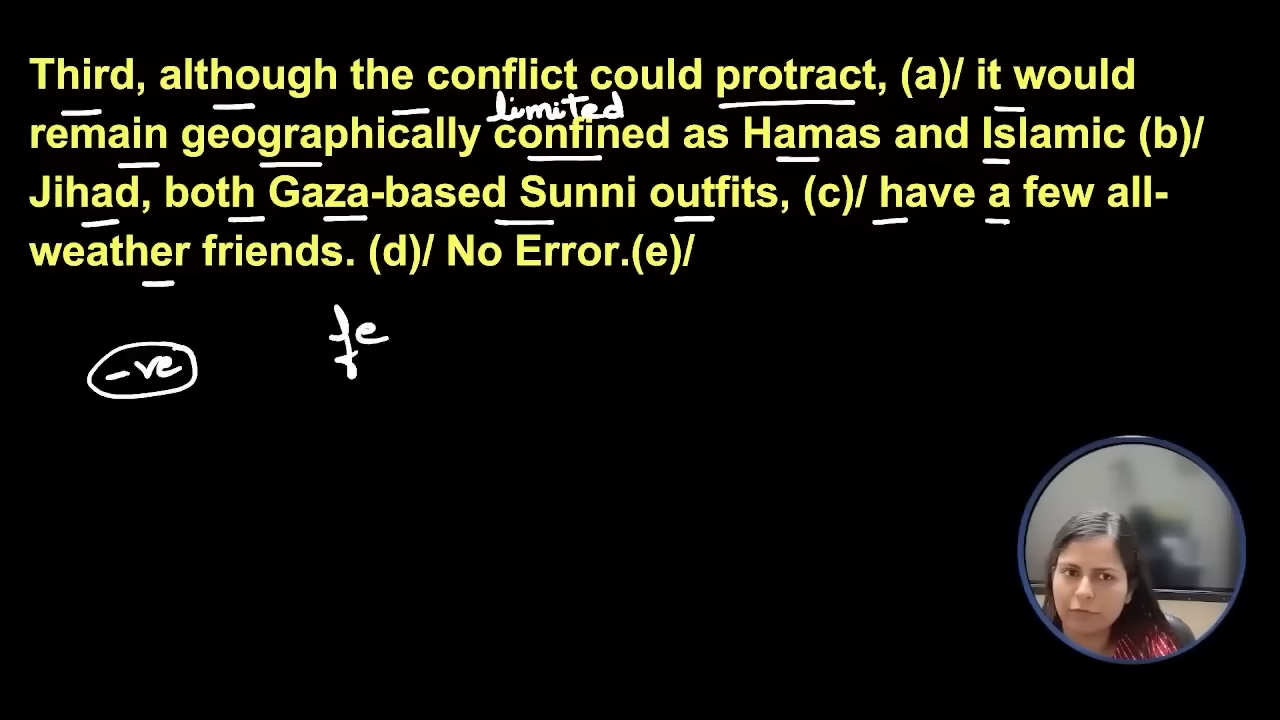 Third, although the conflict could protract, (a)/ it would
limited
remain geographically confined as Hamas and Islamic (b)/
Jihad, both Gaza-based Sunni outfits, (c)/ have a few all-
weather friends. (d)/ No Error.(e)/
fe
-ve